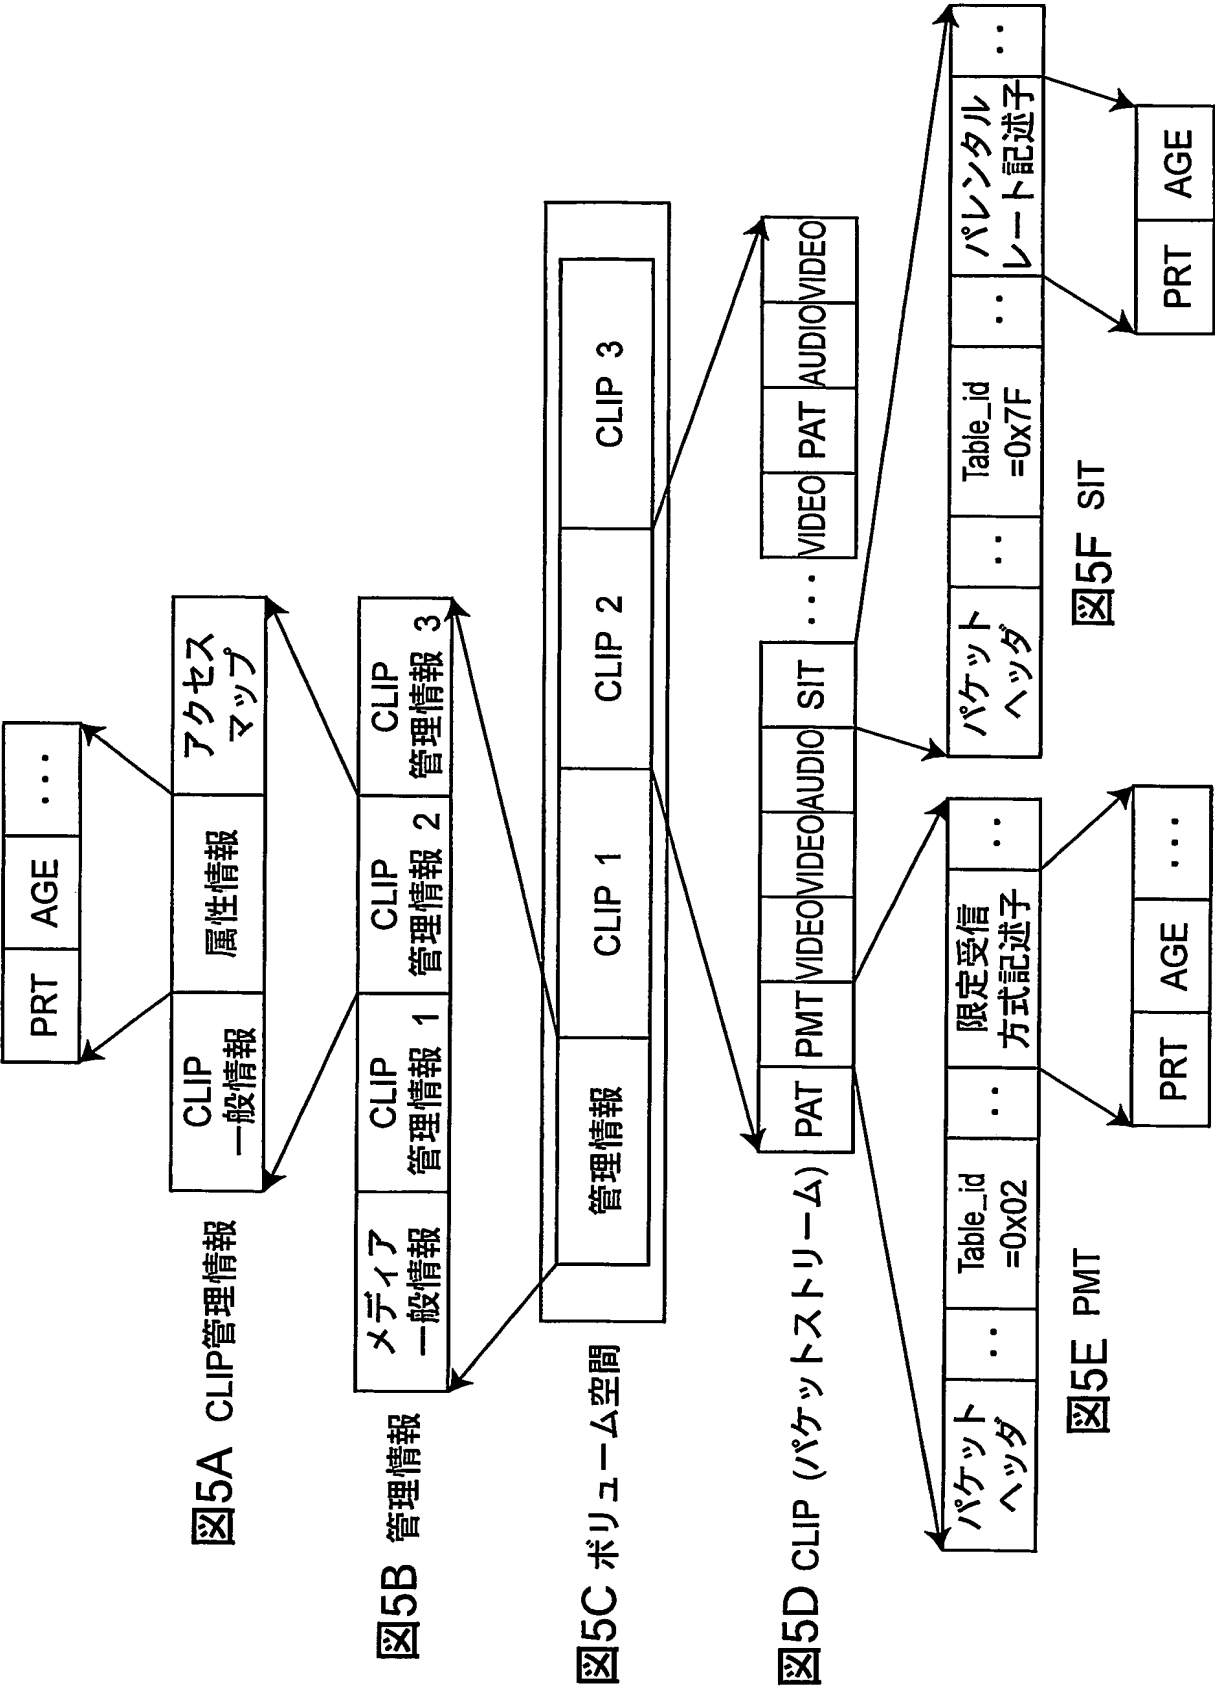 PRT
AGE
...
図5A CLIP管理情報
CLIP
一般情報
属性情報
アクセス
マップ
図5B 管理情報
メディア
一般情報
CLIP
管理情報 1
CLIP
管理情報 2
CLIP
管理情報 3
図5C ボリューム空間
管理情報
CLIP 1
CLIP 2
CLIP 3
図5D CLIP (パケットストリーム)
PAT
PMT
VIDEO
VIDEO
AUDIO
SIT
...
VIDEO
PAT
AUDIO
VIDEO
パケット
ヘッダ
..
Table_id
=0x02
..
限定受信
方式記述子
..
図5E PMT
PRT
AGE
...
パケット
ヘッダ
..
Table_id
=0x7F
..
パレンタル
レート記述子
..
図5F SIT
PRT
AGE